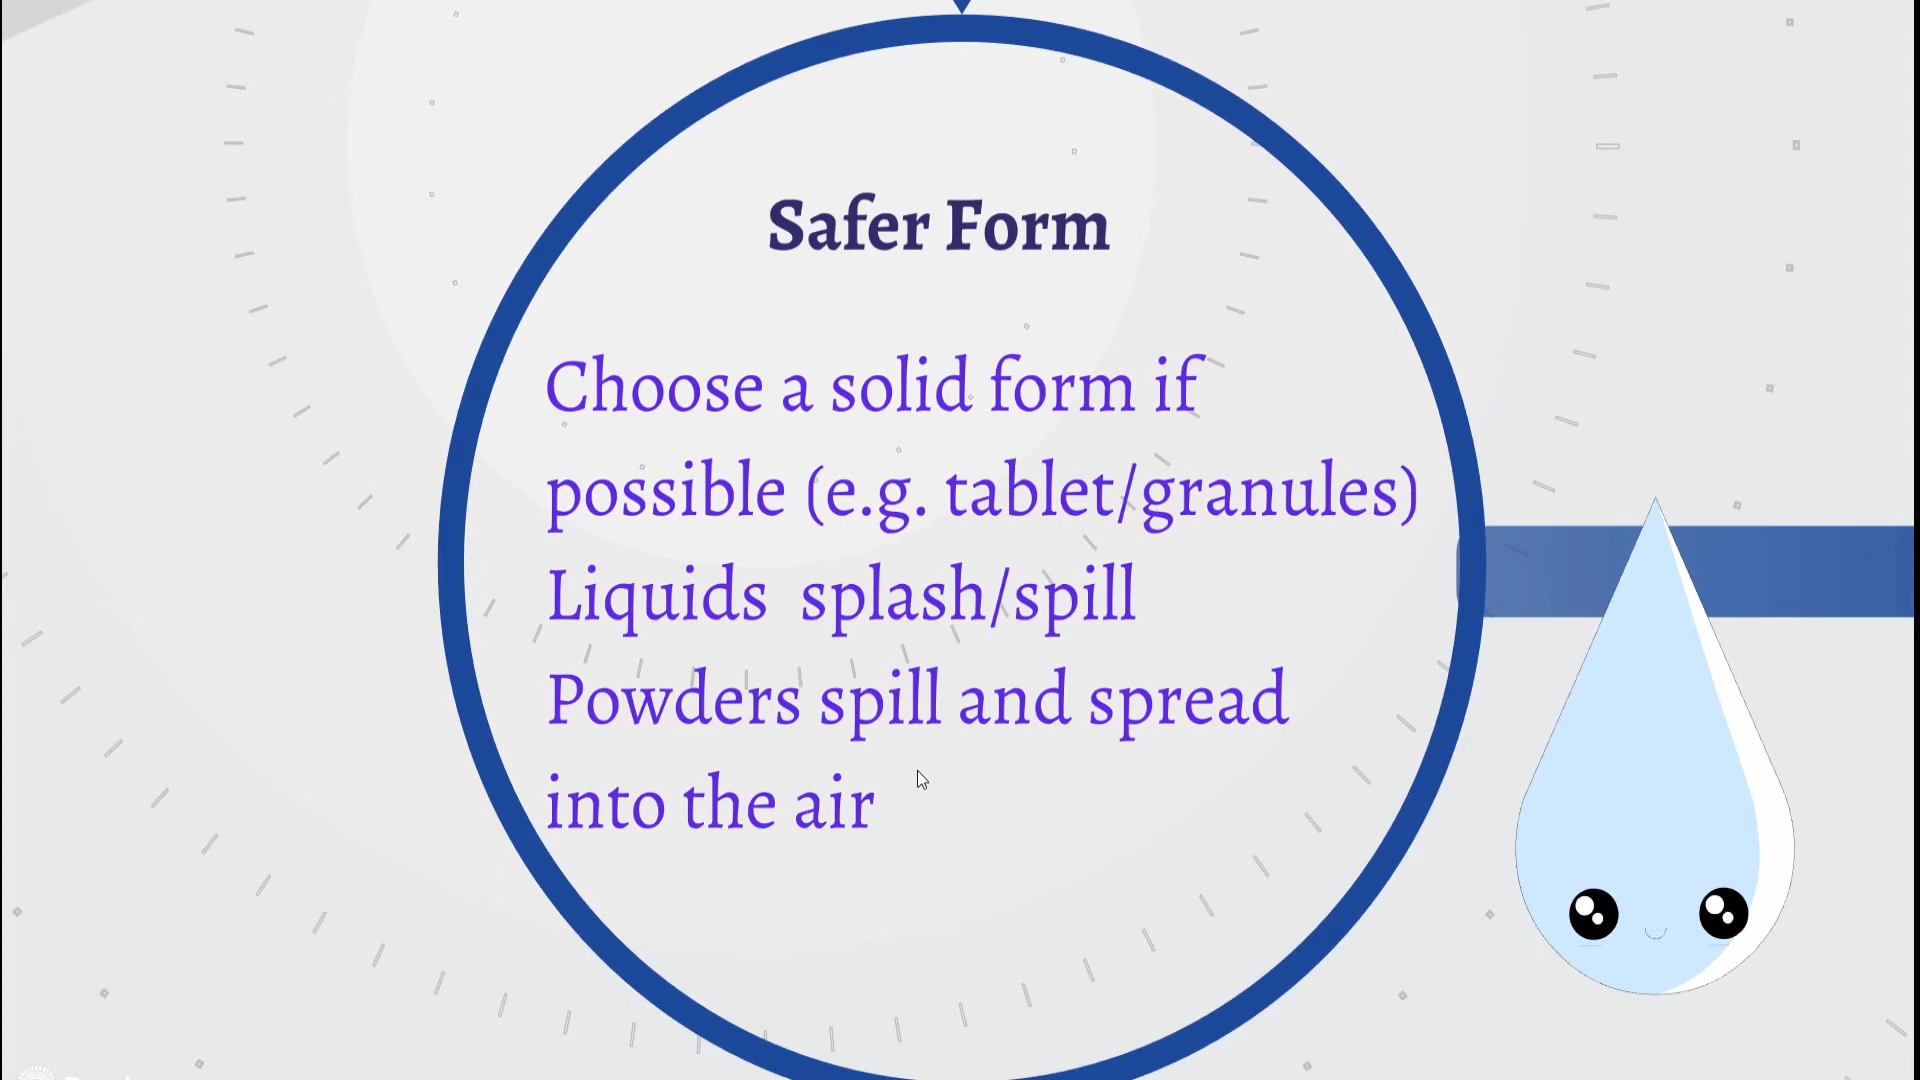 Safer Form
Choose a solid form if
possible (e.g. tablet/granules)
Liquids  splash/spill
Powders spill and spread
into the air